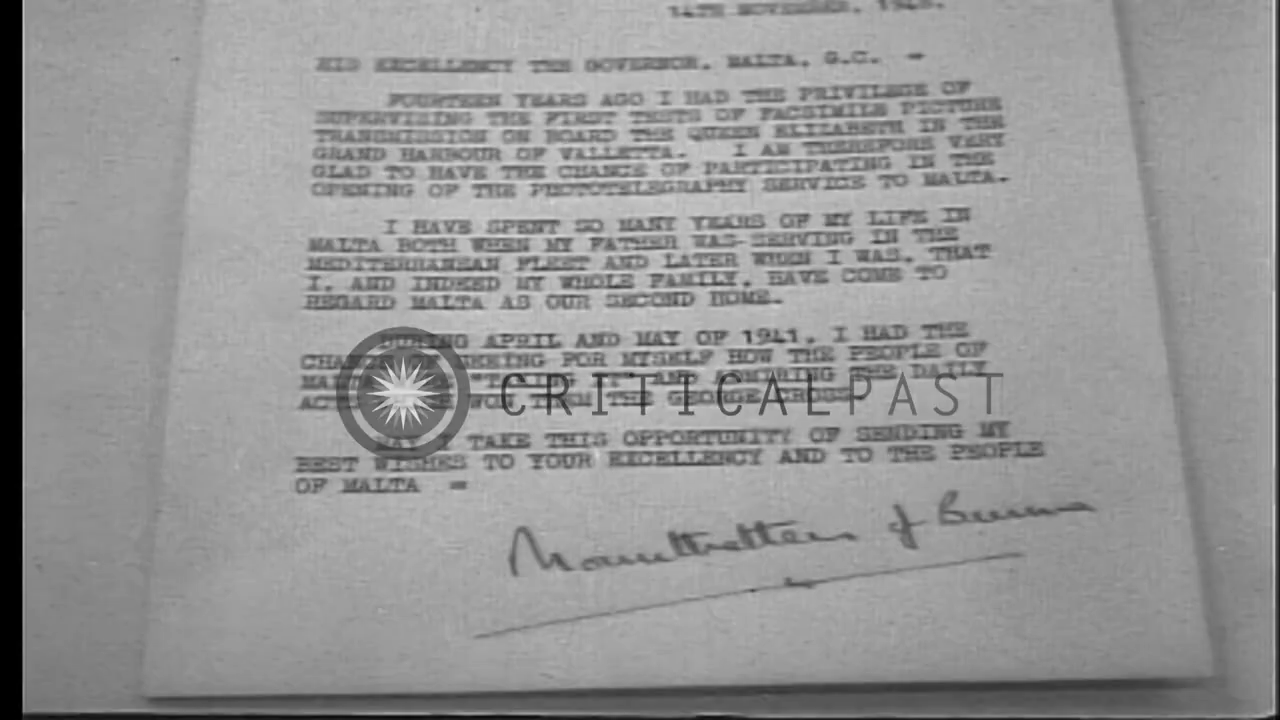 14TH NOVEMBER, 194
HIS EXCELLENCY THE GOVERNOR, MALTA, G.C. =
FOURTEEN YEARS AGO I HAD THE PRIVILEGE OF
SUPERVISING THE FIRST TESTS OF FACSIMILE PICTURE
TRANSMISSION ON BOARD THE QUEEN ELIZABETH IN THE
GRAND HARBOUR OF VALLETTA. I AM THEREFORE VERY
GLAD TO HAVE THE CHANCE OF PARTICIPATING IN THE
OPENING OF THE PHOTOTELEGRAPHY SERVICE TO MALTA.
I HAVE SPENT SO MANY YEARS OF MY LIFE IN
MALTA BOTH WHEN MY FATHER WAS SERVING IN THE
MEDITERRANEAN FLEET AND LATER WHEN I WAS, THAT
I, AND INDEED MY WHOLE FAMILY, HAVE COME TO
REGARD MALTA AS OUR SECOND HOME.
DURING APRIL AND MAY OF 1941, I HAD THE
CHANCE OF SEEING FOR MYSELF HOW THE PEOPLE OF
"TAKING IT" AND ADMIRING THE DAILY
WON THEM THE GEORGE CROSS.
MAY I TAKE THIS OPPORTUNITY OF SENDING MY
BEST WISHES TO YOUR EXCELLENCY AND TO THE PEOPLE
OF MALTA =
Mountbatten of Burma
CRITICALPAST